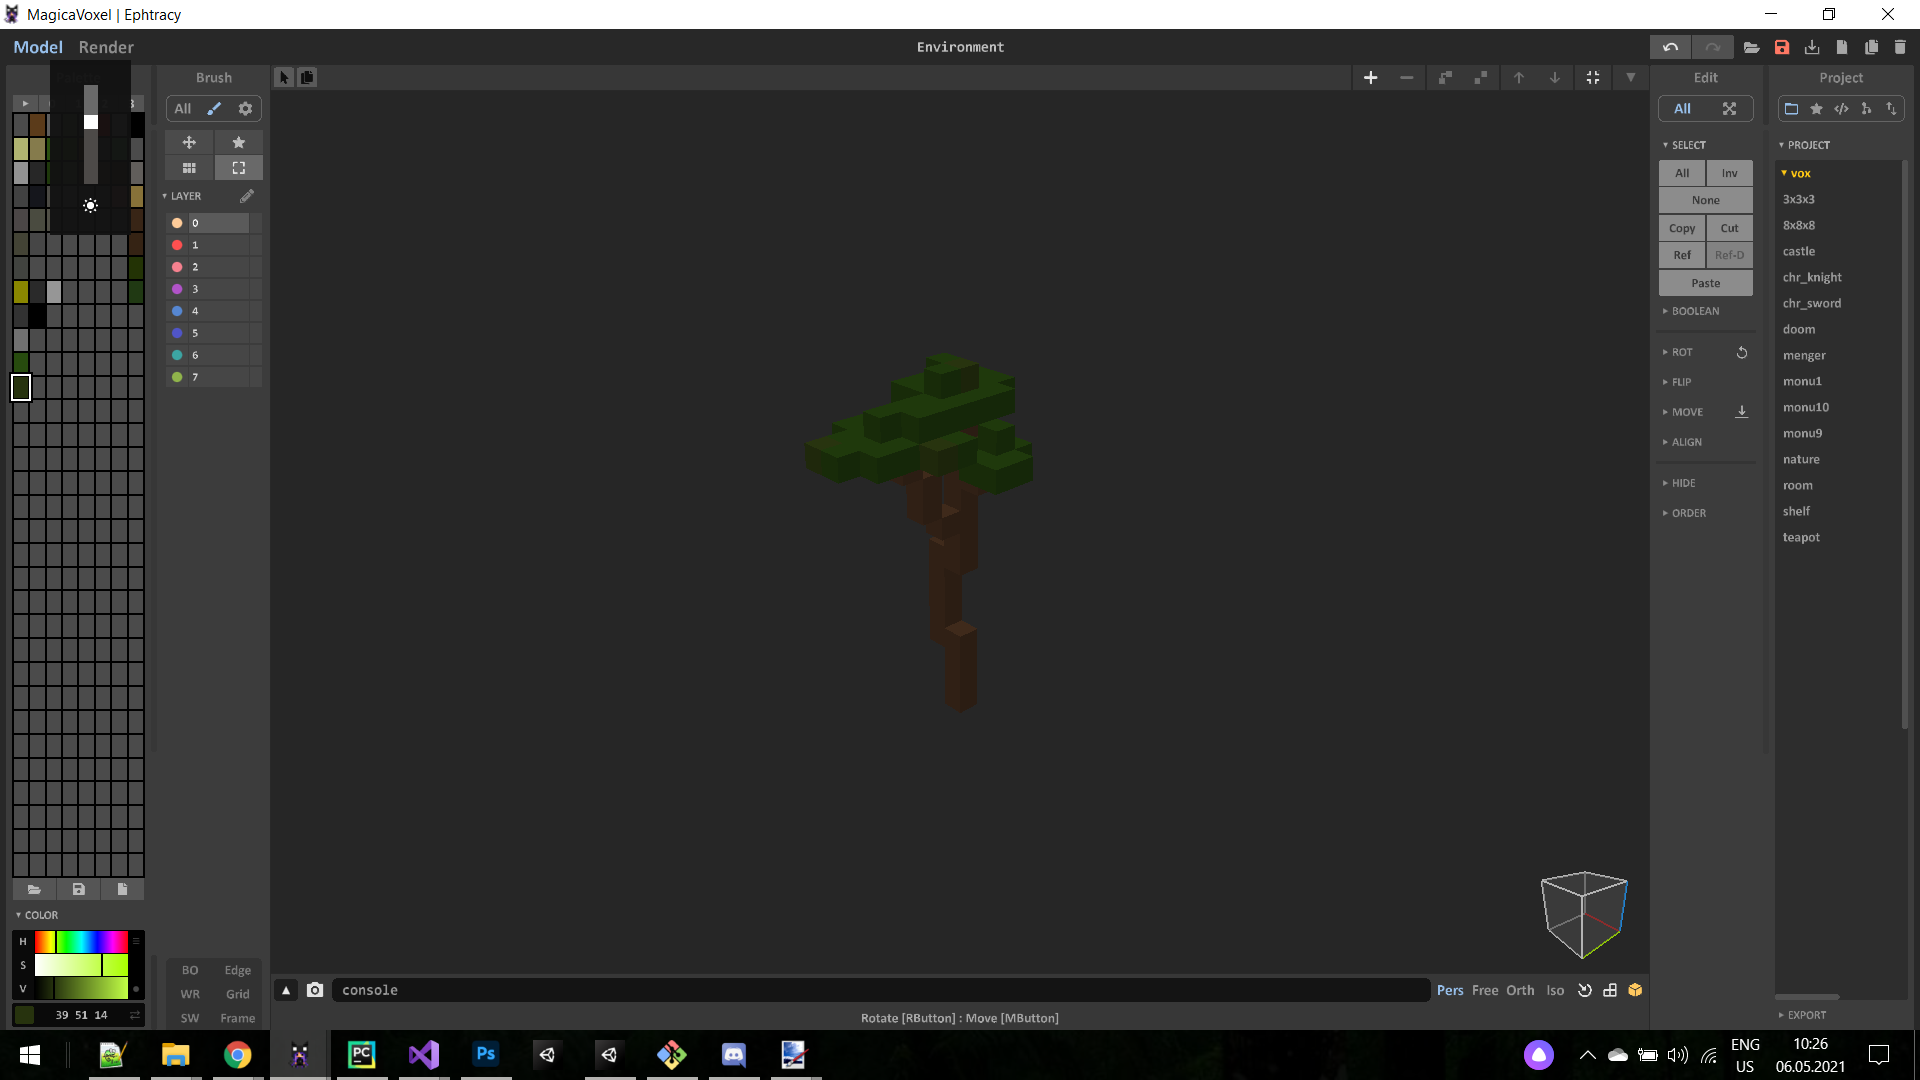 MagicaVoxel | Ephtracy
Model Render
Environment
Brush
Edit
Project
All
All
SELECT
PROJECT
All Inv
None
Copy Cut
Ref Ref-D
Paste
BOOLEAN
ROT
FLIP
MOVE
ALIGN
HIDE
ORDER
vox
3x3x3
8x8x8
castle
chr_knight
chr_sword
doom
menger
monu1
monu10
monu9
nature
room
shelf
teapot
EXPORT
LAYER
0
1
2
3
4
5
6
7
COLOR
H
S
V
39 51 14
BO Edge
WR Grid
SW Frame
console
Pers Free Orth Iso
Rotate [RButton] : Move [MButton]
PC
Ps
ENG
US
10:26
06.05.2021